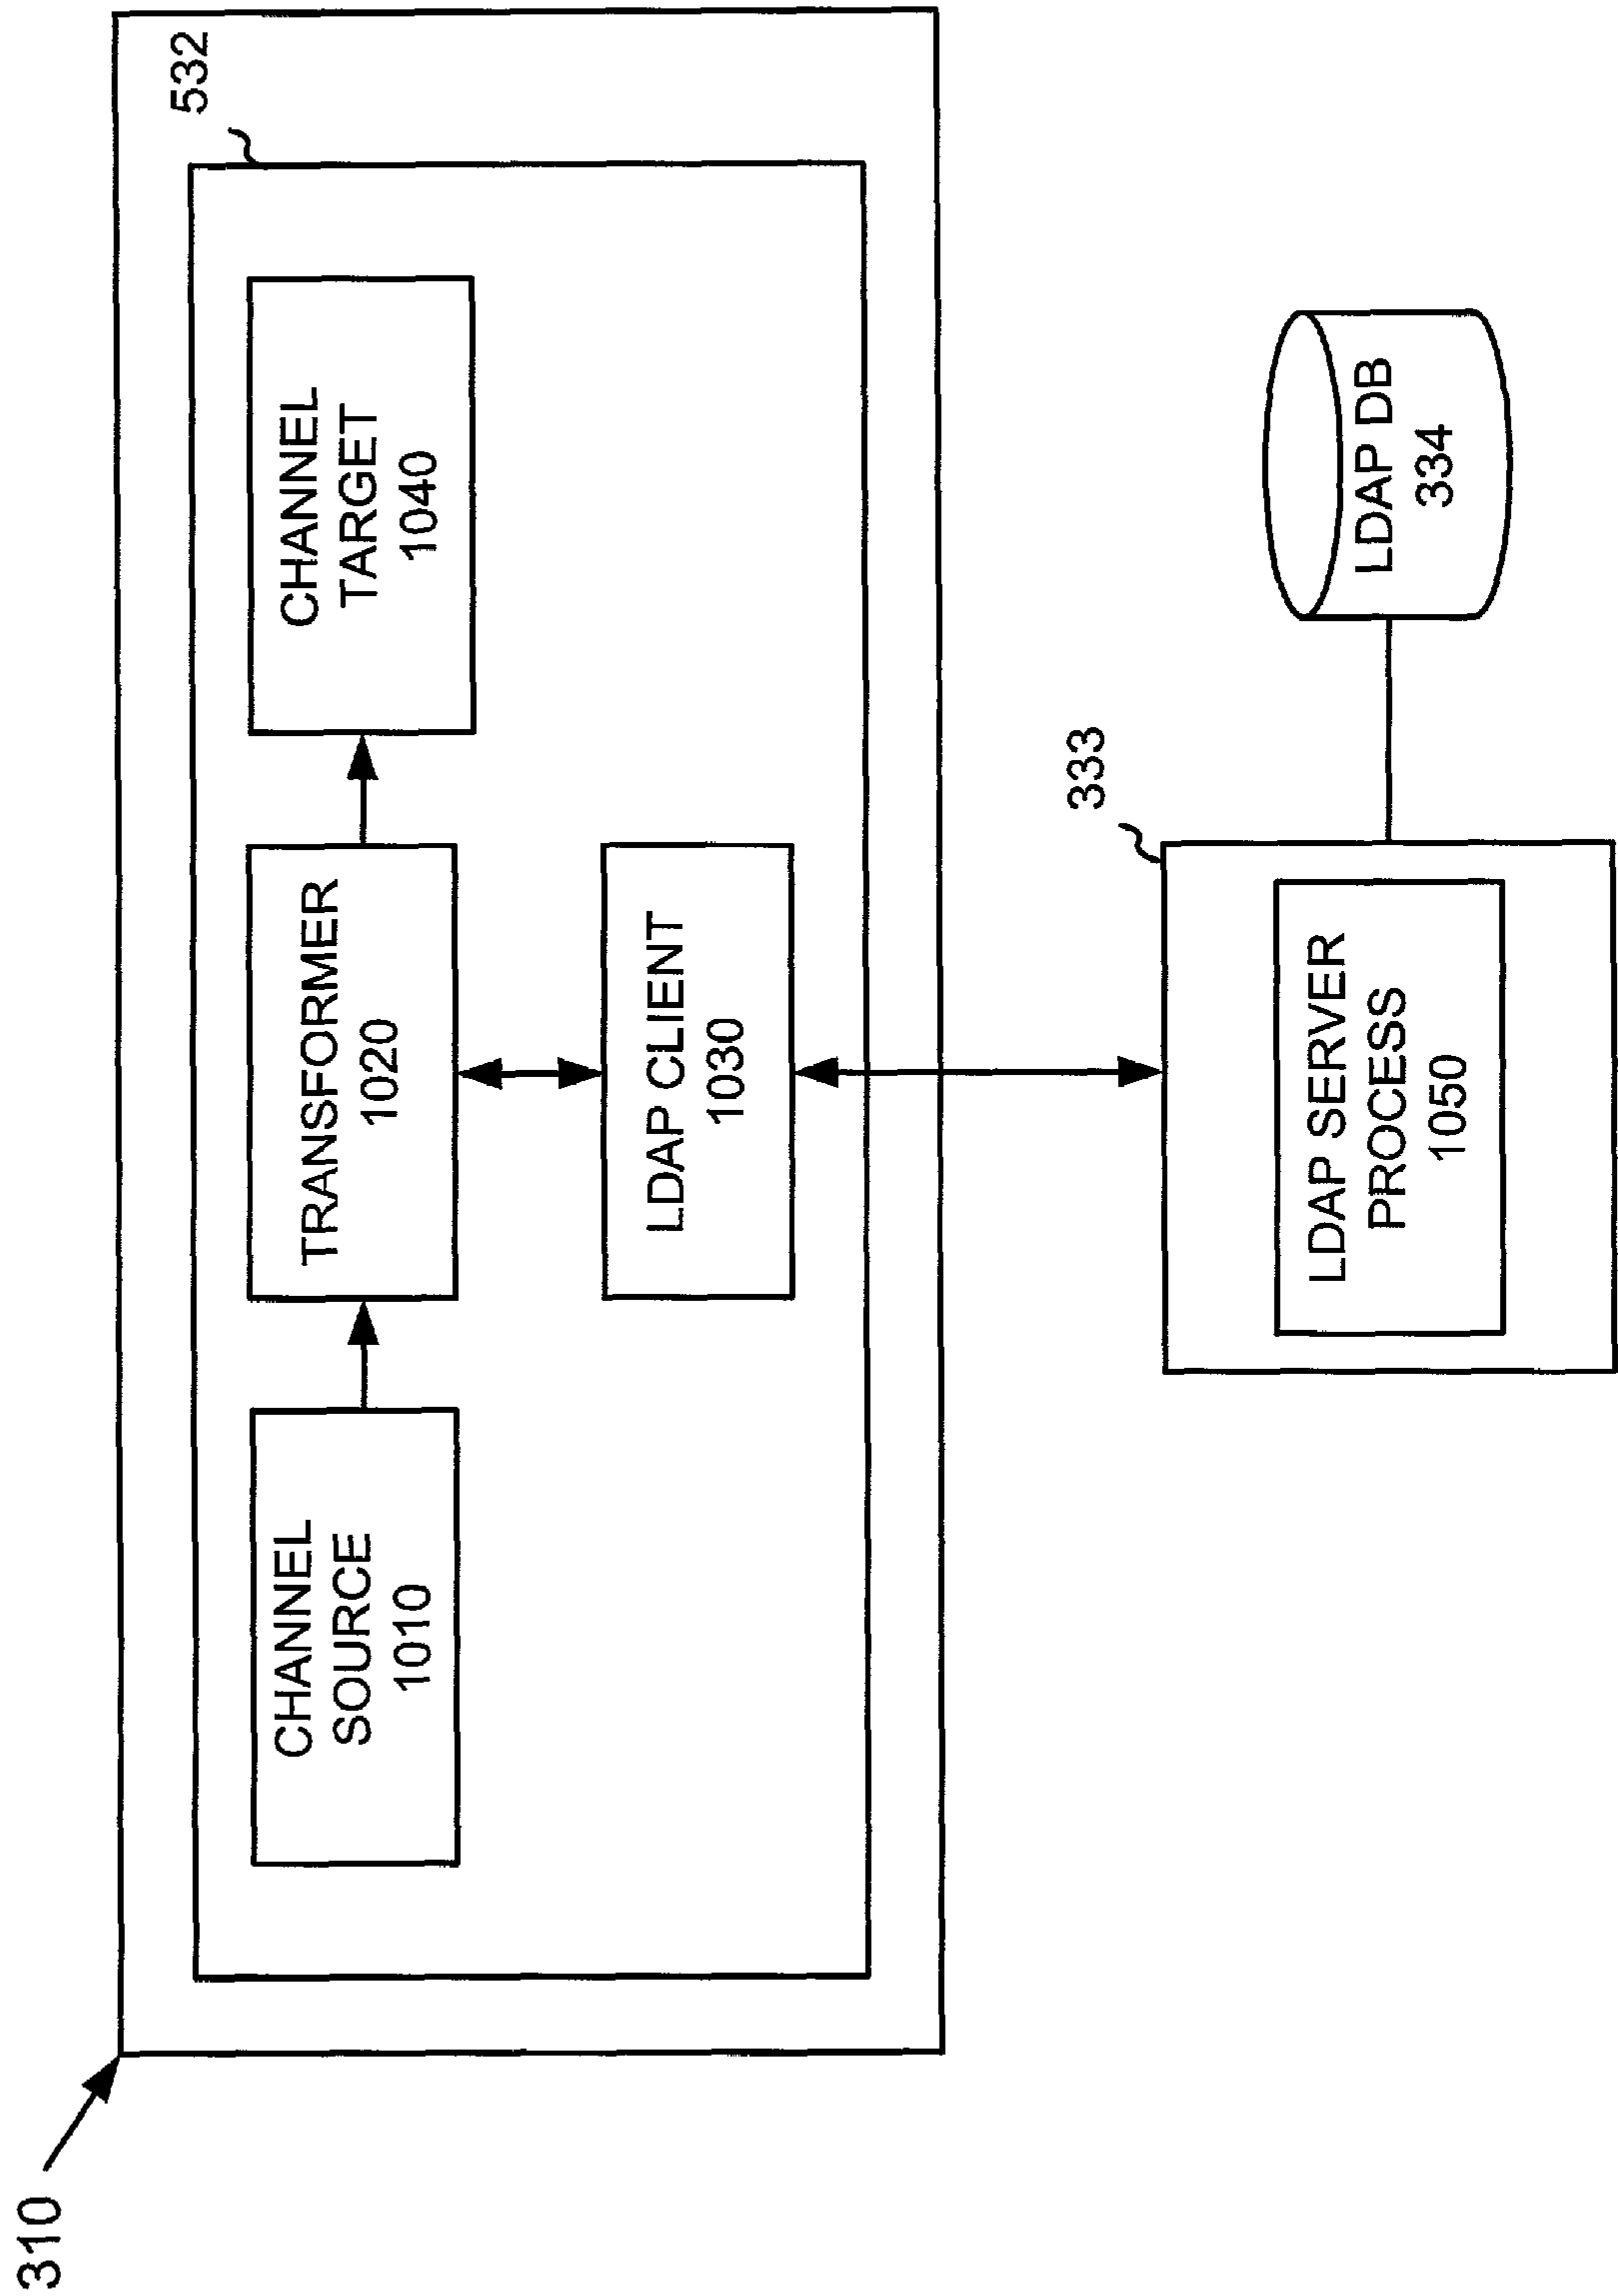 310
532
CHANNEL
SOURCE
1010
TRANSFORMER
1020
CHANNEL
TARGET
1040
LDAP CLIENT
1030
333
LDAP SERVER
PROCESS
1050
LDAP DB
334